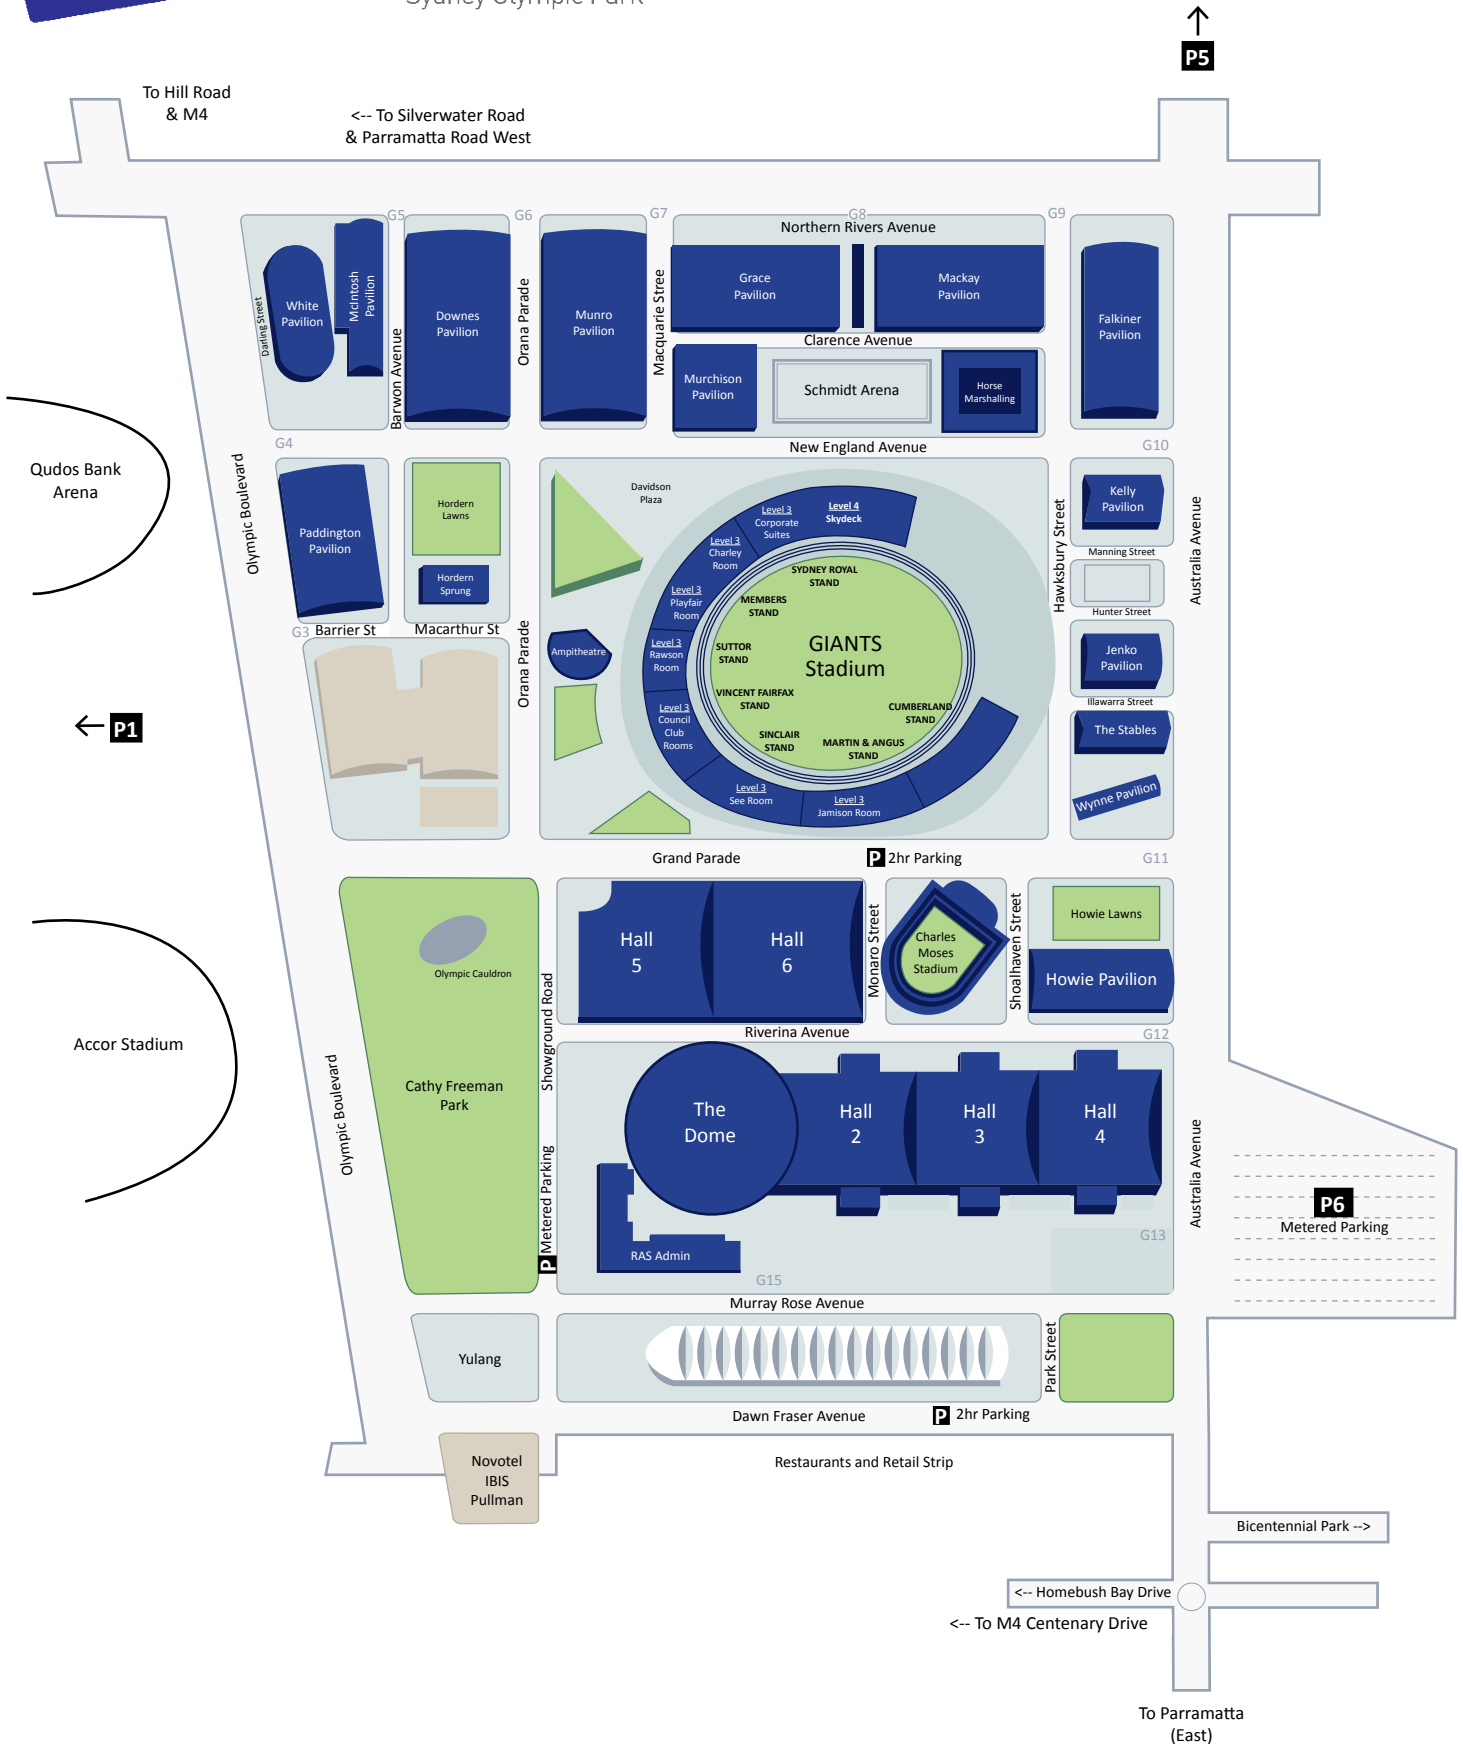 Sydney Olympic Park
P5
To Hill Road
& M4
<-- To Silverwater Road
& Parramatta Road West
G5
G6
G7
G8
G9
Northern Rivers Avenue
White
Pavilion
McIntosh
Pavilion
Darling Street
Barwon Avenue
Downes
Pavilion
Orana Parade
Munro
Pavilion
Macquarie Stree
Grace
Pavilion
Mackay
Pavilion
Falkiner
Pavilion
Clarence Avenue
Murchison
Pavilion
Schmidt Arena
Horse
Marshalling
New England Avenue
G4
G10
Qudos Bank
Arena
Olympic Boulevard
Paddington
Pavilion
Hordern
Lawns
Hordern
Sprung
Davidson
Plaza
Level 3
Corporate
Suites
Level 4
Skydeck
Level 3
Charley
Room
Level 3
Playfair
Room
Level 3
Rawson
Room
Level 3
Council
Club
Rooms
Level 3
See Room
Level 3
Jamison Room
SYDNEY ROYAL
STAND
MEMBERS
STAND
SUTTOR
STAND
GIANTS
Stadium
VINCENT FAIRFAX
STAND
CUMBERLAND
STAND
SINCLAIR
STAND
MARTIN & ANGUS
STAND
Hawksbury Street
Kelly
Pavilion
Manning Street
Hunter Street
Jenko
Pavilion
Illawarra Street
The Stables
Wynne Pavilion
Australia Avenue
G3
Barrier St
Macarthur St
Orana Parade
Ampitheatre
P1
Grand Parade
P 2hr Parking
G11
Olympic Cauldron
Hall
5
Hall
6
Monaro Street
Charles
Moses
Stadium
Shoalhaven Street
Howie Lawns
Howie Pavilion
Showground Road
Riverina Avenue
G12
Accor Stadium
Olympic Boulevard
Cathy Freeman
Park
The
Dome
Hall
2
Hall
3
Hall
4
P Metered Parking
Australia Avenue
P6
Metered Parking
RAS Admin
G13
G15
Murray Rose Avenue
Yulang
Park Street
Dawn Fraser Avenue
P 2hr Parking
Novotel
IBIS
Pullman
Restaurants and Retail Strip
Bicentennial Park -->
<-- Homebush Bay Drive
<-- To M4 Centenary Drive
To Parramatta
(East)